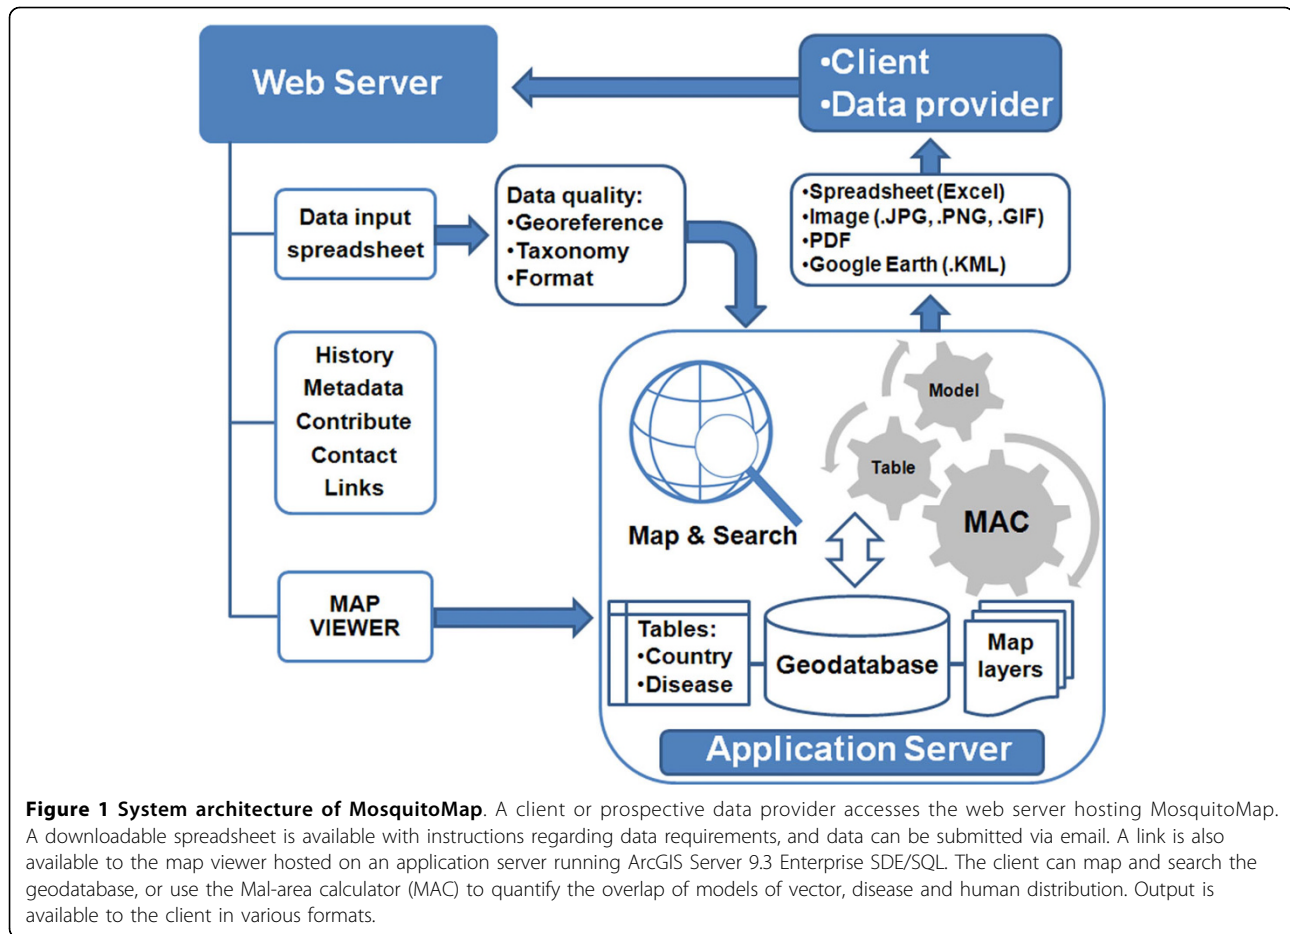 Web Server
•Client
•Data provider
Data input
spreadsheet
Data quality:
•Georeference
•Taxonomy
•Format
•Spreadsheet (Excel)
•Image (.JPG, .PNG, .GIF)
•PDF
•Google Earth (.KML)
History
Metadata
Contribute
Contact
Links
Model
Table
MAC
Map & Search
MAP
VIEWER
Tables:
•Country
•Disease
Geodatabase
Map
layers
Application Server
Figure 1 System architecture of MosquitoMap. A client or prospective data provider accesses the web server hosting MosquitoMap.
A downloadable spreadsheet is available with instructions regarding data requirements, and data can be submitted via email. A link is also
available to the map viewer hosted on an application server running ArcGIS Server 9.3 Enterprise SDE/SQL. The client can map and search the
geodatabase, or use the Mal-area calculator (MAC) to quantify the overlap of models of vector, disease and human distribution. Output is
available to the client in various formats.